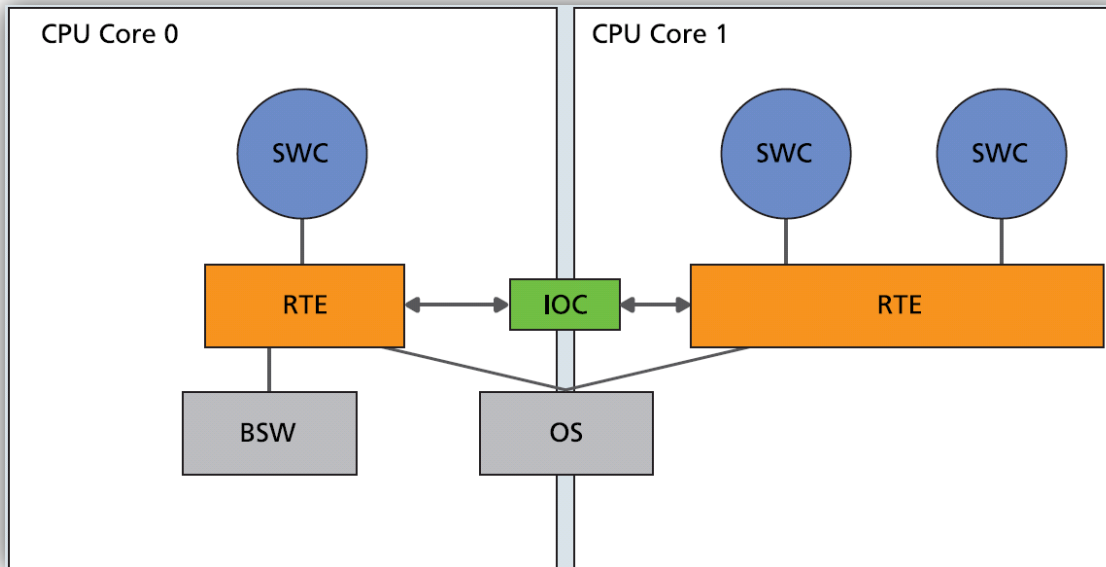 CPU Core 0
CPU Core 1
SWC
SWC
SWC
RTE
IOC
RTE
BSW
OS